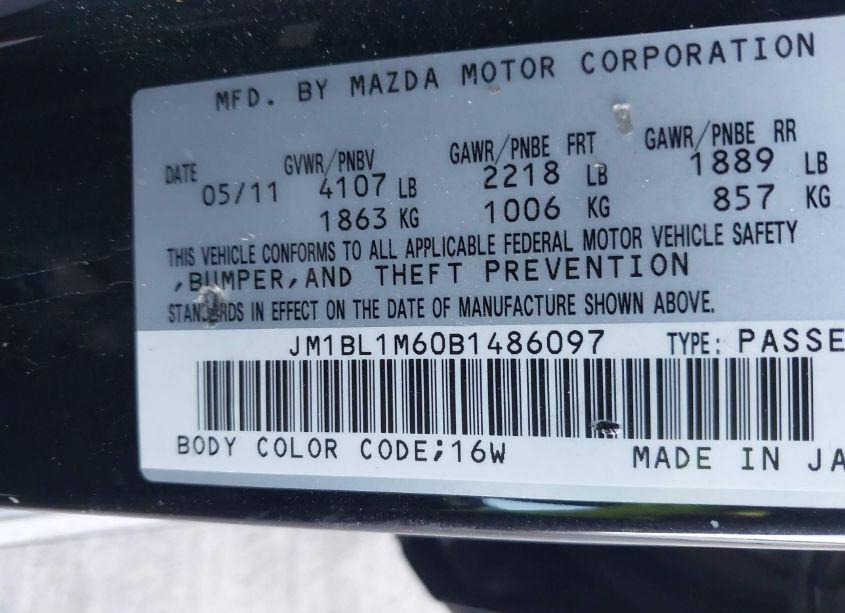 MFD. BY MAZDA MOTOR CORPORATION
DATE GVWR/PNBV GAWR/PNBE FRT GAWR/PNBE RR
05/11 4107 LB 2218 LB 1889 LB
1863 KG 1006 KG 857 KG
THIS VEHICLE CONFORMS TO ALL APPLICABLE FEDERAL MOTOR VEHICLE SAFETY
,BUMPER,AND THEFT PREVENTION
STANDARDS IN EFFECT ON THE DATE OF MANUFACTURE SHOWN ABOVE.
JM1BL1M60B1486097 TYPE: PASSE
BODY COLOR CODE;16W MADE IN JA